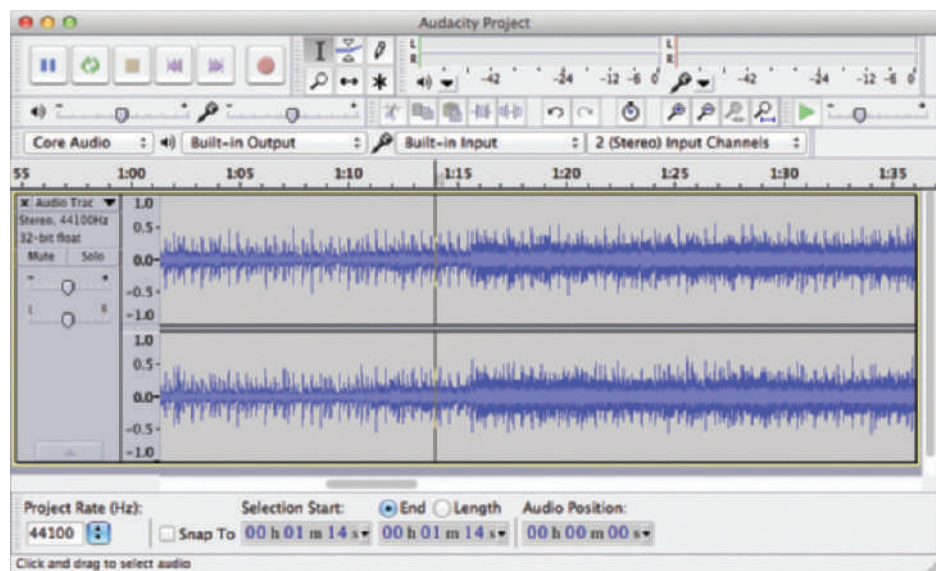 Audacity Project
L
R
-42 -24 -12 -6 0
L
R
-42 -24 -12 -6 0
Core Audio Built-in Output Built-in Input 2 (Stereo) Input Channels
55 1:00 1:05 1:10 1:15 1:20 1:25 1:30 1:35
x Audio Trac
Stereo, 44100Hz
32-bit float
Mute Solo
- +
L R
1.0
0.5-
0.0-
-0.5-
-1.0
1.0
0.5-
0.0-
-0.5-
-1.0
Project Rate (Hz): Selection Start: End Length Audio Position:
44100 Snap To 00 h 01 m 14 s 00 h 01 m 14 s 00 h 00 m 00 s
Click and drag to select audio